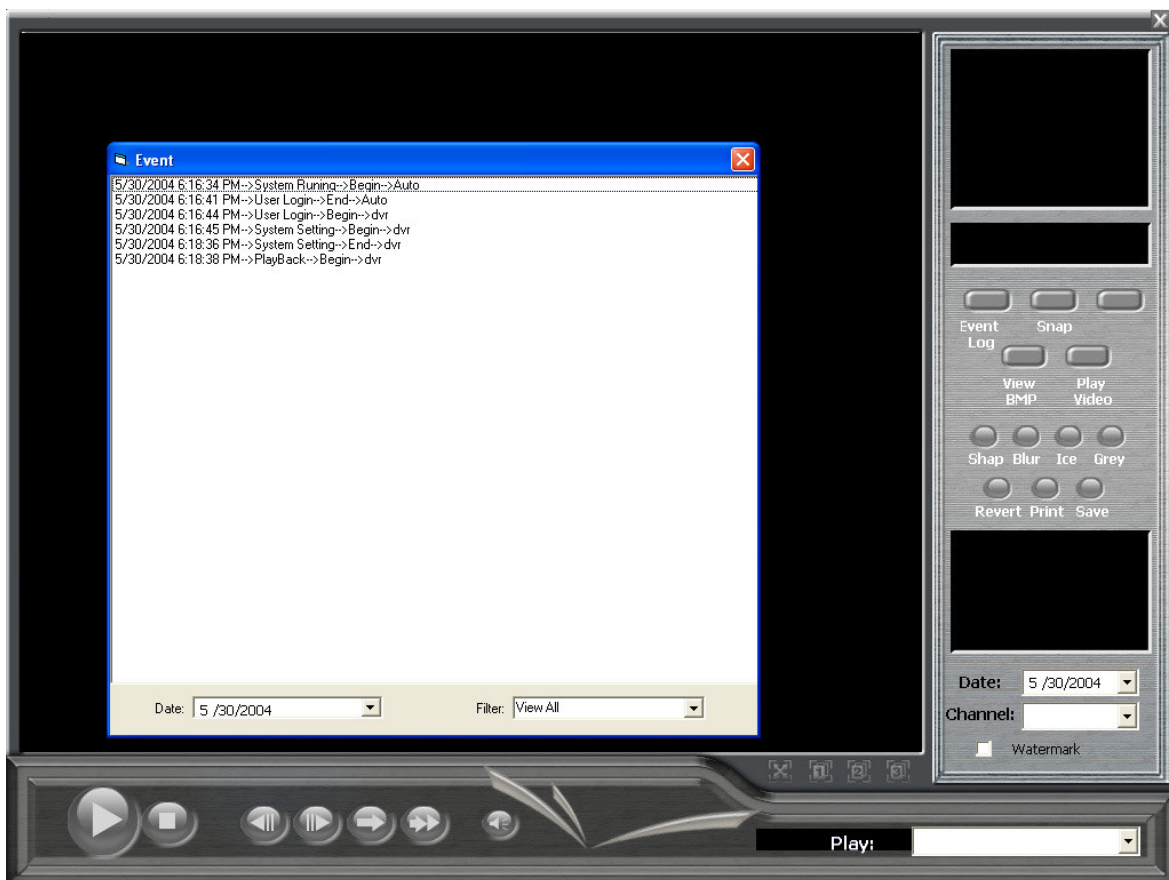 Event
5/30/2004 6:16:34 PM-->System Runing-->Begin-->Auto
5/30/2004 6:16:41 PM-->User Login-->End-->Auto
5/30/2004 6:16:44 PM-->User Login-->Begin-->dvr
5/30/2004 6:16:45 PM-->System Setting-->Begin-->dvr
5/30/2004 6:18:36 PM-->System Setting-->End-->dvr
5/30/2004 6:18:38 PM-->PlayBack-->Begin-->dvr
Date: 5 /30/2004 Filter: View All
Event Snap
Log
View Play
BMP Video
Shap Blur Ice Grey
Revert Print Save
Date: 5 /30/2004
Channel:
Watermark
1 2 3
Play: